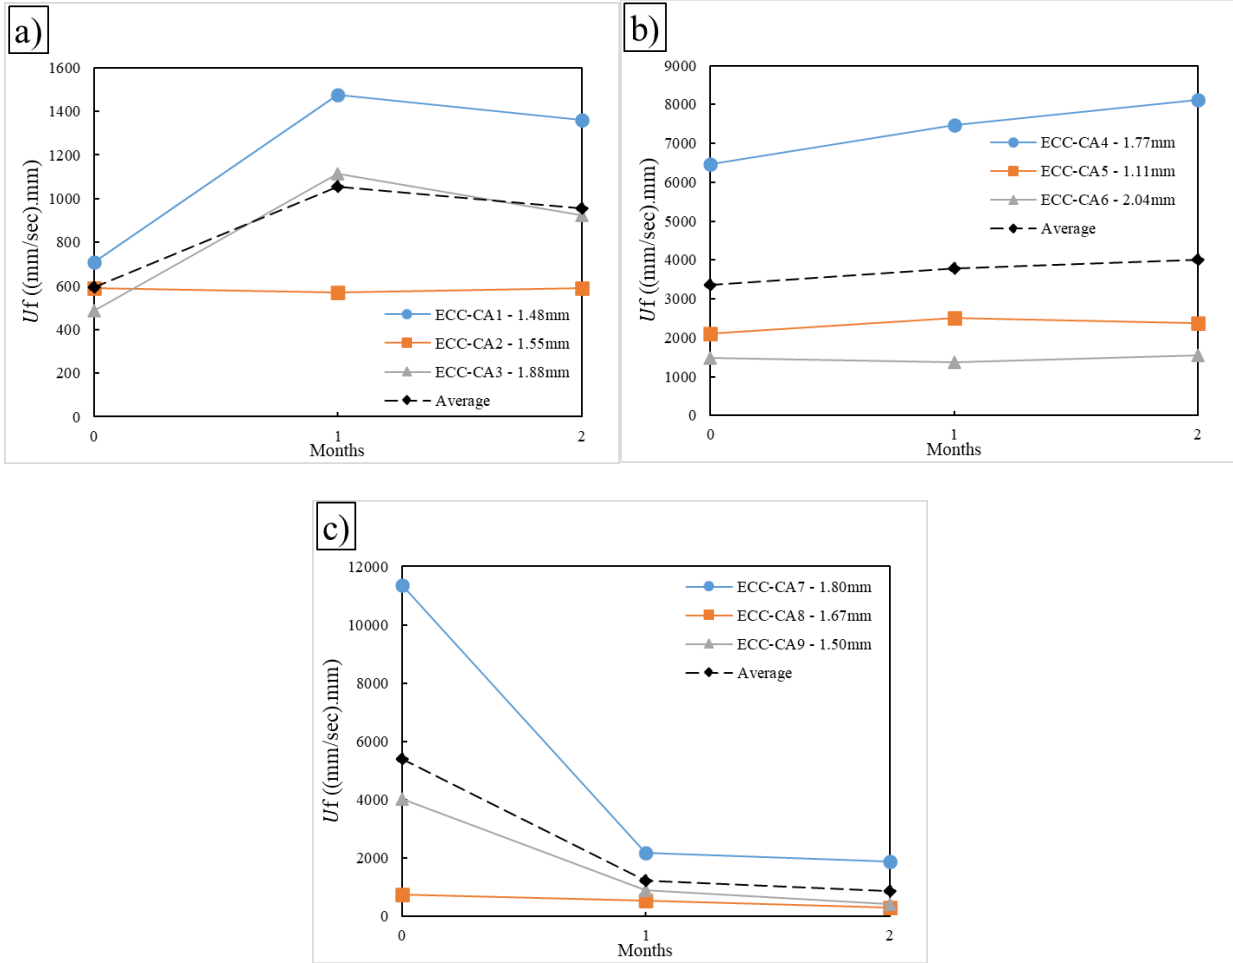 a)
1600
1400
1200
1000
800
600
400
200
0
Uf ((mm/sec).mm)
ECC-CA1 - 1.48mm
ECC-CA2 - 1.55mm
ECC-CA3 - 1.88mm
Average
0 1 2
Months
b)
9000
8000
7000
6000
5000
4000
3000
2000
1000
0
Uf ((mm/sec).mm)
ECC-CA4 - 1.77mm
ECC-CA5 - 1.11mm
ECC-CA6 - 2.04mm
Average
0 1 2
Months
c)
12000
10000
8000
6000
4000
2000
0
Uf ((mm/sec).mm)
ECC-CA7 - 1.80mm
ECC-CA8 - 1.67mm
ECC-CA9 - 1.50mm
Average
0 1 2
Months